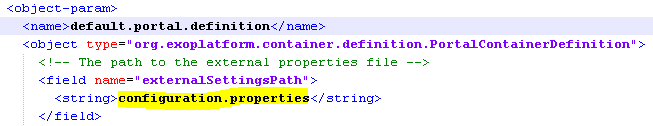 <object-param>
<name>default.portal.definition</name>
<object type="org.exoplatform.container.definition.PortalContainerDefinition">
<!-- The path to the external properties file -->
<field name="externalSettingsPath">
<string>configuration.properties</string>
</field>